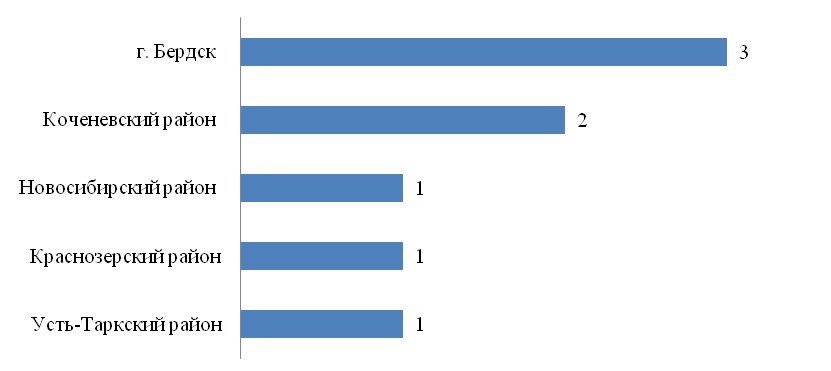 г. Бердск 3
Коченевский район 2
Новосибирский район 1
Краснозерский район 1
Усть-Таркский район 1